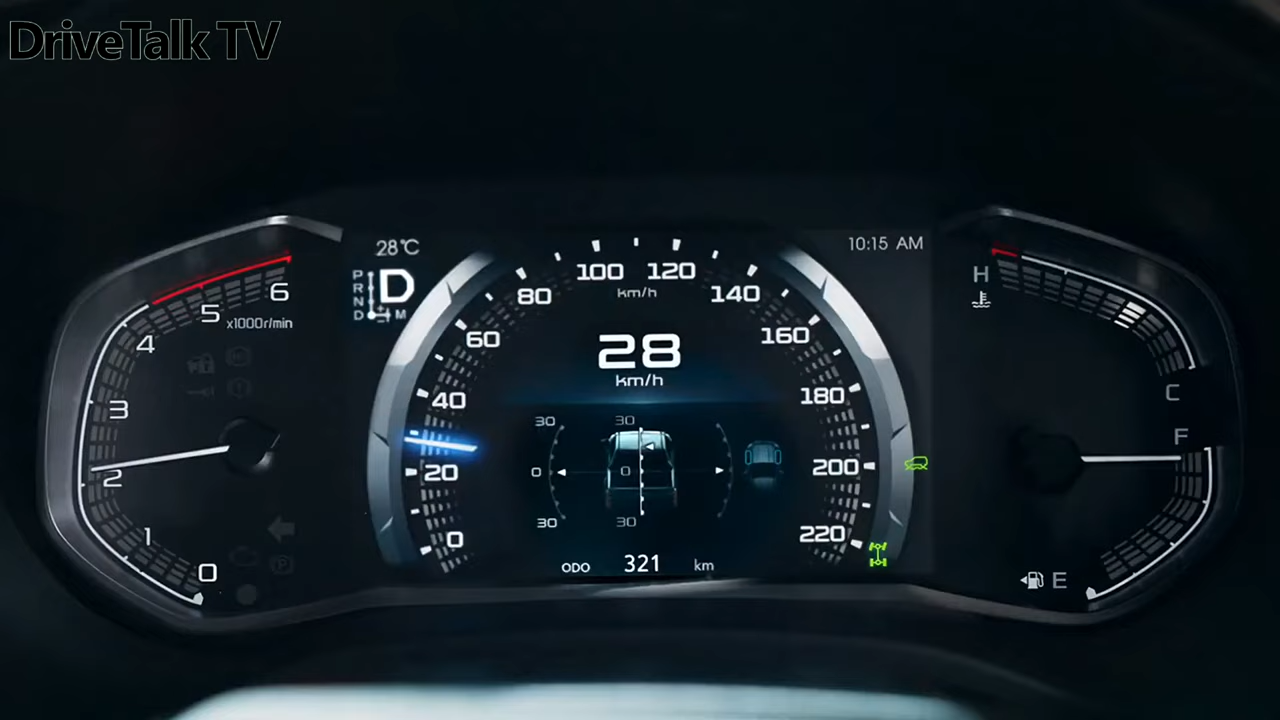 DriveTalk TV
28°C
10:15 AM
P
R
N
D
M
D
0
1
2
3
4
5
6
x1000r/min
0
20
40
60
80
100
120
140
160
180
200
220
km/h
28
km/h
30
0
30
30
0
30
ODO 321 km
H
C
F
E